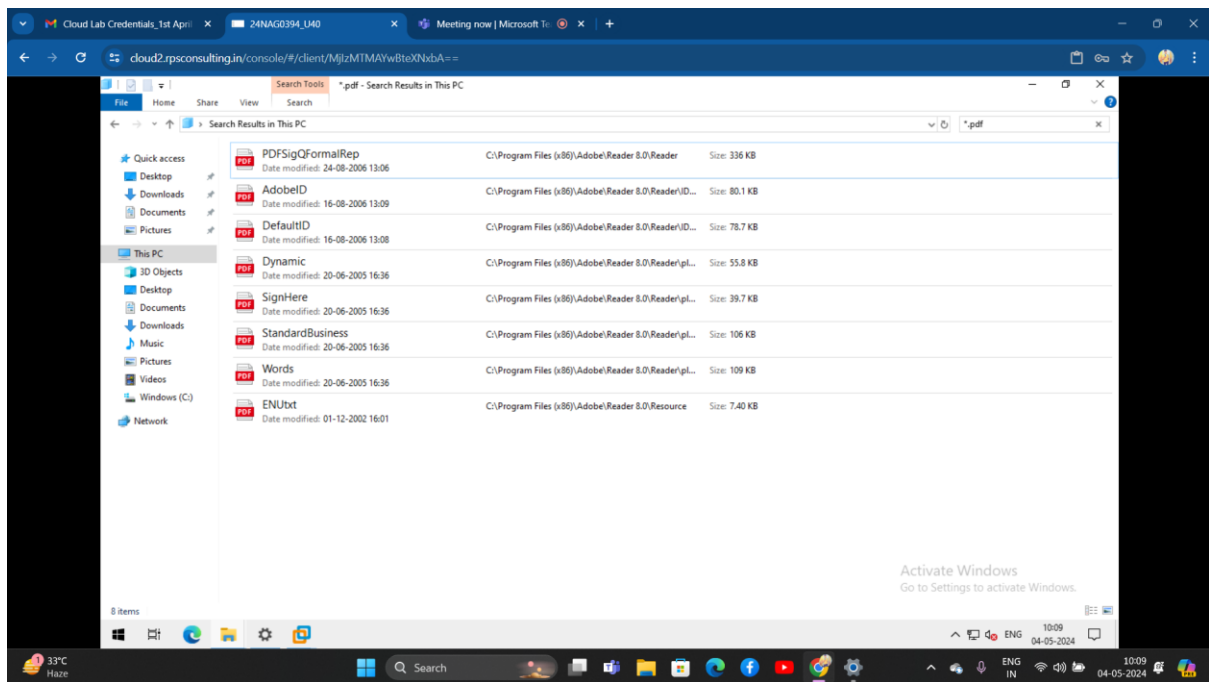 Cloud Lab Credentials_1st April
24NAG0394_U40
Meeting now | Microsoft Te
cloud2.rpsconsulting.in/console/#/client/MjIzMTMAYwBteXNxbA==
Search Tools
*.pdf - Search Results in This PC
File Home Share View Search
Search Results in This PC
*.pdf
Quick access
Desktop
Downloads
Documents
Pictures
This PC
3D Objects
Desktop
Documents
Downloads
Music
Pictures
Videos
Windows (C:)
Network
PDFSigQFormalRep C:\Program Files (x86)\Adobe\Reader 8.0\Reader Size: 336 KB
Date modified: 24-08-2006 13:06
AdobeID C:\Program Files (x86)\Adobe\Reader 8.0\Reader\ID... Size: 80.1 KB
Date modified: 16-08-2006 13:09
DefaultID C:\Program Files (x86)\Adobe\Reader 8.0\Reader\ID... Size: 78.7 KB
Date modified: 16-08-2006 13:08
Dynamic C:\Program Files (x86)\Adobe\Reader 8.0\Reader\pl... Size: 55.8 KB
Date modified: 20-06-2005 16:36
SignHere C:\Program Files (x86)\Adobe\Reader 8.0\Reader\pl... Size: 39.7 KB
Date modified: 20-06-2005 16:36
StandardBusiness C:\Program Files (x86)\Adobe\Reader 8.0\Reader\pl... Size: 106 KB
Date modified: 20-06-2005 16:36
Words C:\Program Files (x86)\Adobe\Reader 8.0\Reader\pl... Size: 109 KB
Date modified: 20-06-2005 16:36
ENUtxt C:\Program Files (x86)\Adobe\Reader 8.0\Resource Size: 7.40 KB
Date modified: 01-12-2002 16:01
Activate Windows
Go to Settings to activate Windows.
8 items
ENG
10:09
04-05-2024
1
33°C
Haze
Search
ENG
IN
10:09
04-05-2024